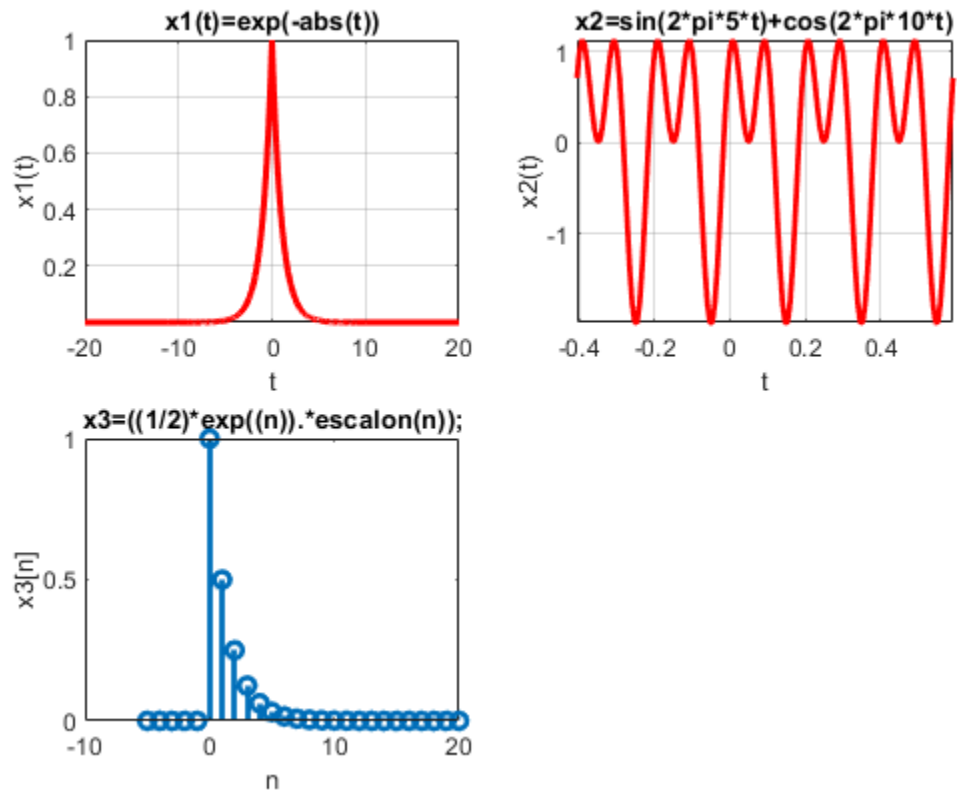 x1(t)=exp(-abs(t))
x1(t)
1
0.8
0.6
0.4
0.2
-20 -10 0 10 20
t
x2=sin(2*pi*5*t)+cos(2*pi*10*t)
x2(t)
1
0
-1
-0.4 -0.2 0 0.2 0.4
t
x3=((1/2)*exp((n)).*escalon(n));
x3[n]
1
0.5
0
-10 0 10 20
n